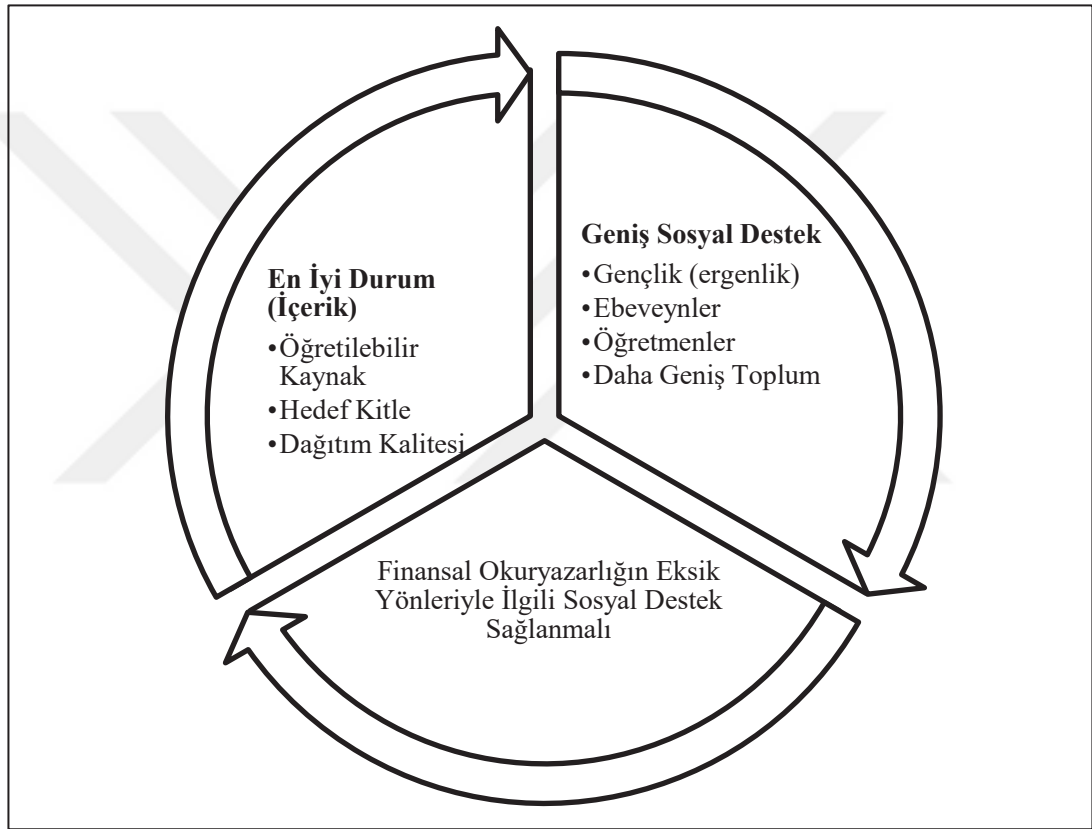 En İyi Durum
(İçerik)
•Öğretilebilir
Kaynak
•Hedef Kitle
•Dağıtım Kalitesi
Geniş Sosyal Destek
•Gençlik (ergenlik)
•Ebeveynler
•Öğretmenler
•Daha Geniş Toplum
Finansal Okuryazarlığın Eksik
Yönleriyle İlgili Sosyal Destek
Sağlanmalı